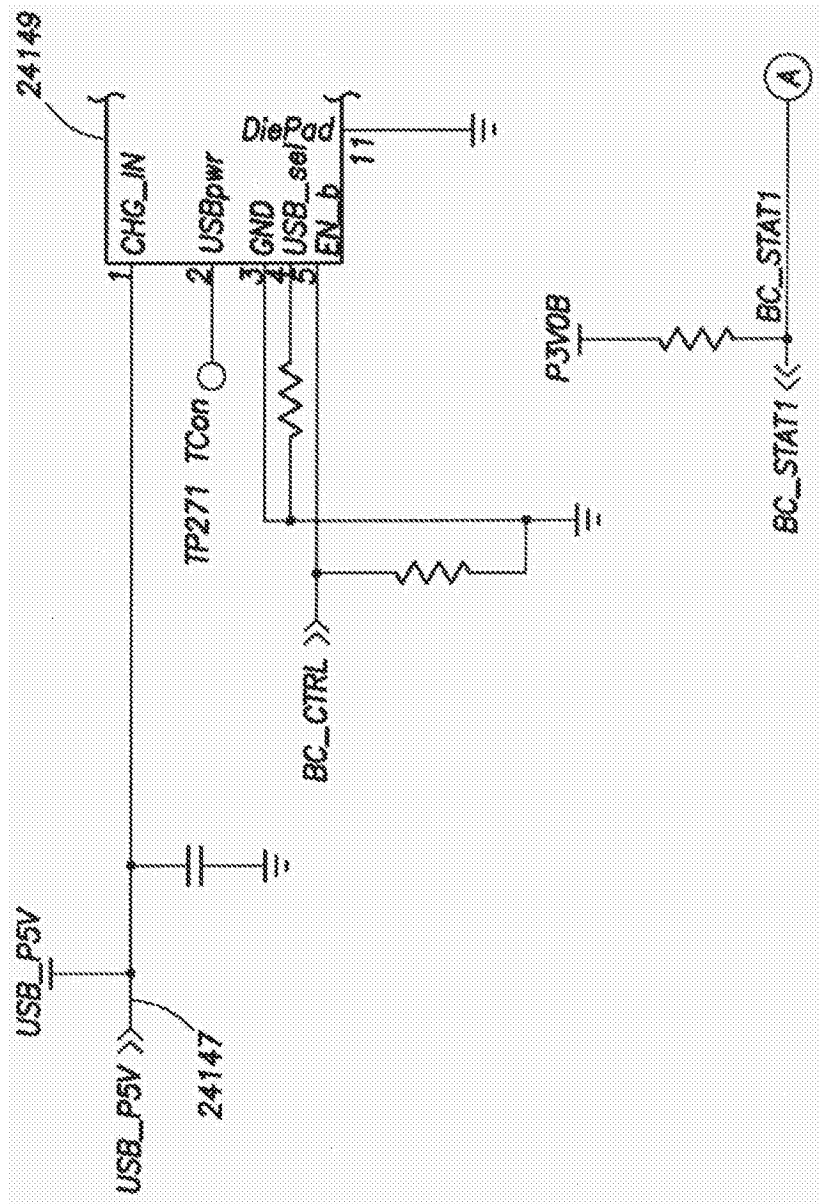 24149
1 CHG_IN
2 USBpwr
3 GND
4 USB_sel
5 EN_b
DiePad
11
TP271 TCon
BC_CTRL
USB_P5V
USB_P5V
24147
P3V0B
BC_STAT1
BC_STAT1
A